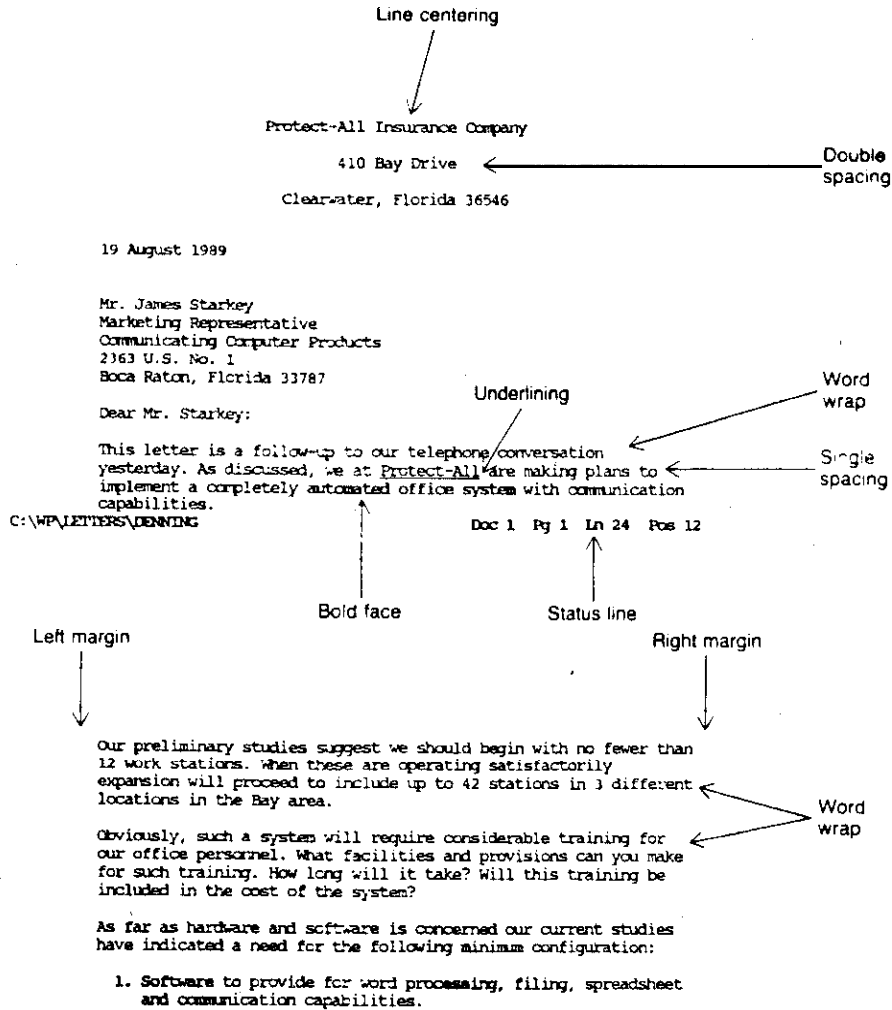 Line centering
Protect-All Insurance Company
410 Bay Drive
Double
spacing
Clearwater, Florida 36546
19 August 1989
Mr. James Starkey
Marketing Representative
Communicating Computer Products
2363 U.S. No. 1
Boca Raton, Florida 33787
Underlining
Word
wrap
Dear Mr. Starkey:
This letter is a follow-up to our telephone conversation
yesterday. As discussed, we at Protect-All are making plans to
Single
spacing
implement a completely automated office system with communication
capabilities.
C:\WP\LETTERS\DENNING
Doc 1 Pg 1 Ln 24 Pos 12
Bold face
Status line
Left margin
Right margin
Our preliminary studies suggest we should begin with no fewer than
12 work stations. When these are operating satisfactorily
expansion will proceed to include up to 42 stations in 3 different
locations in the Bay area.
Word
wrap
Obviously, such a system will require considerable training for
our office personnel. What facilities and provisions can you make
for such training. How long will it take? Will this training be
included in the cost of the system?
As far as hardware and software is concerned our current studies
have indicated a need for the following minimum configuration:
1. Software to provide for word processing, filing, spreadsheet
and communication capabilities.